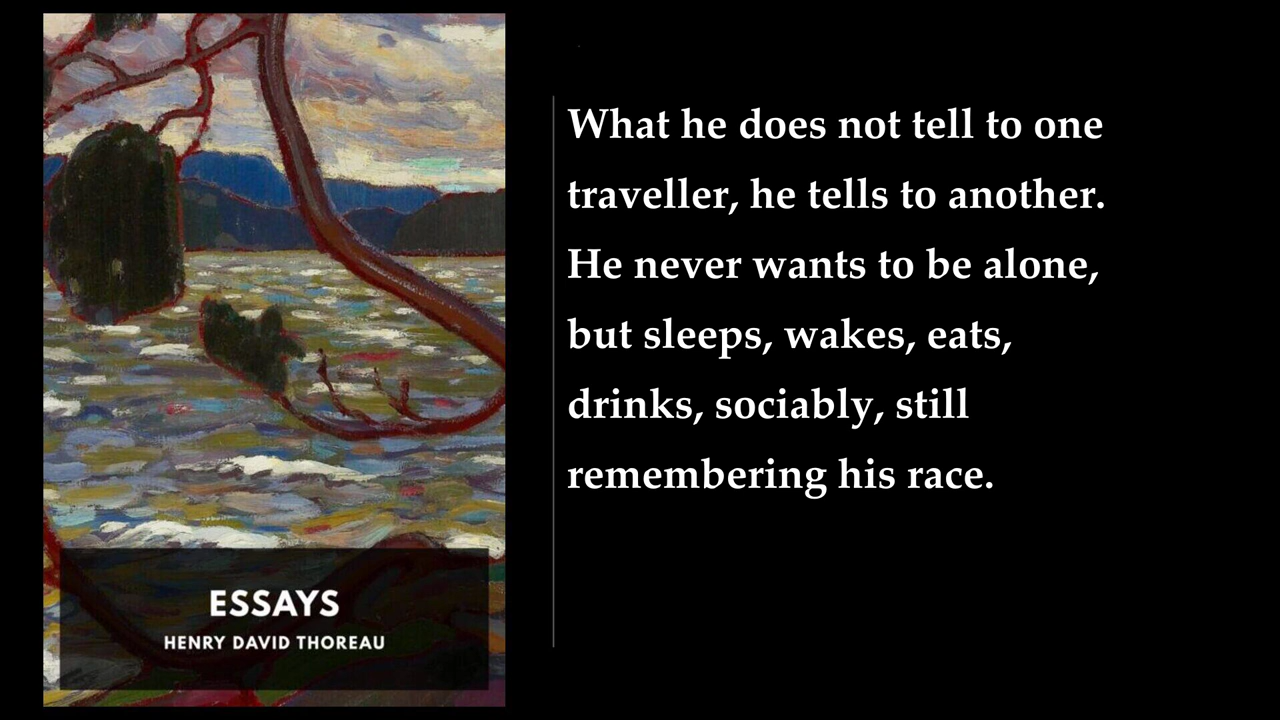 What he does not tell to one
traveller, he tells to another.
He never wants to be alone,
but sleeps, wakes, eats,
drinks, sociably, still
remembering his race.
ESSAYS
HENRY DAVID THOREAU